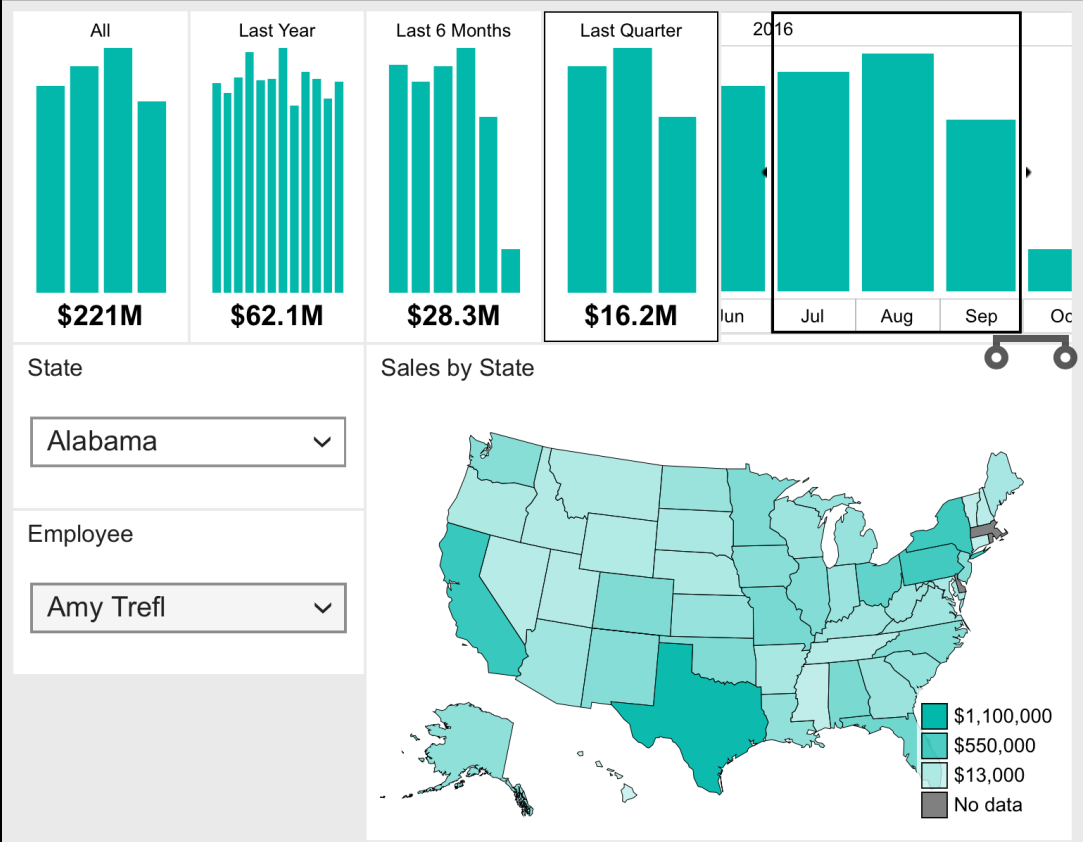 All
Last Year
Last 6 Months
Last Quarter
2016
$221M
$62.1M
$28.3M
$16.2M
Jun
Jul
Aug
Sep
Oc
State
Alabama
Employee
Amy Trefl
Sales by State
$1,100,000
$550,000
$13,000
No data